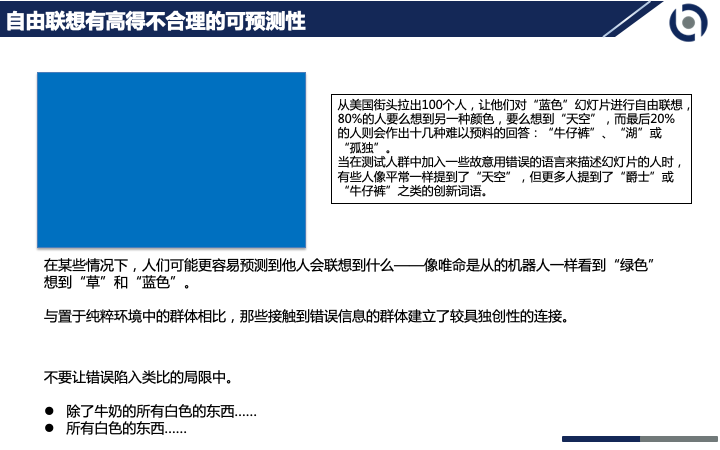 自由联想有高得不合理的可预测性
从美国街头拉出100个人，让他们对“蓝色”幻灯片进行自由联想，
80%的人要么想到另一种颜色，要么想到“天空”，而最后20%
的人则会作出十几种难以预料的回答：“牛仔裤”、“湖”或
“孤独”。
当在测试人群中加入一些故意用错误的语言来描述幻灯片的人时，
有些人像平常一样提到了“天空”，但更多人提到了“爵士”或
“牛仔裤”之类的创新词语。
在某些情况下，人们可能更容易预测到他人会联想到什么——像唯命是从的机器人一样看到“绿色”
想到“草”和“蓝色”。
与置于纯粹环境中的群体相比，那些接触到错误信息的群体建立了较具独创性的连接。
不要让错误陷入类比的局限中。
● 除了牛奶的所有白色的东西......
● 所有白色的东西......